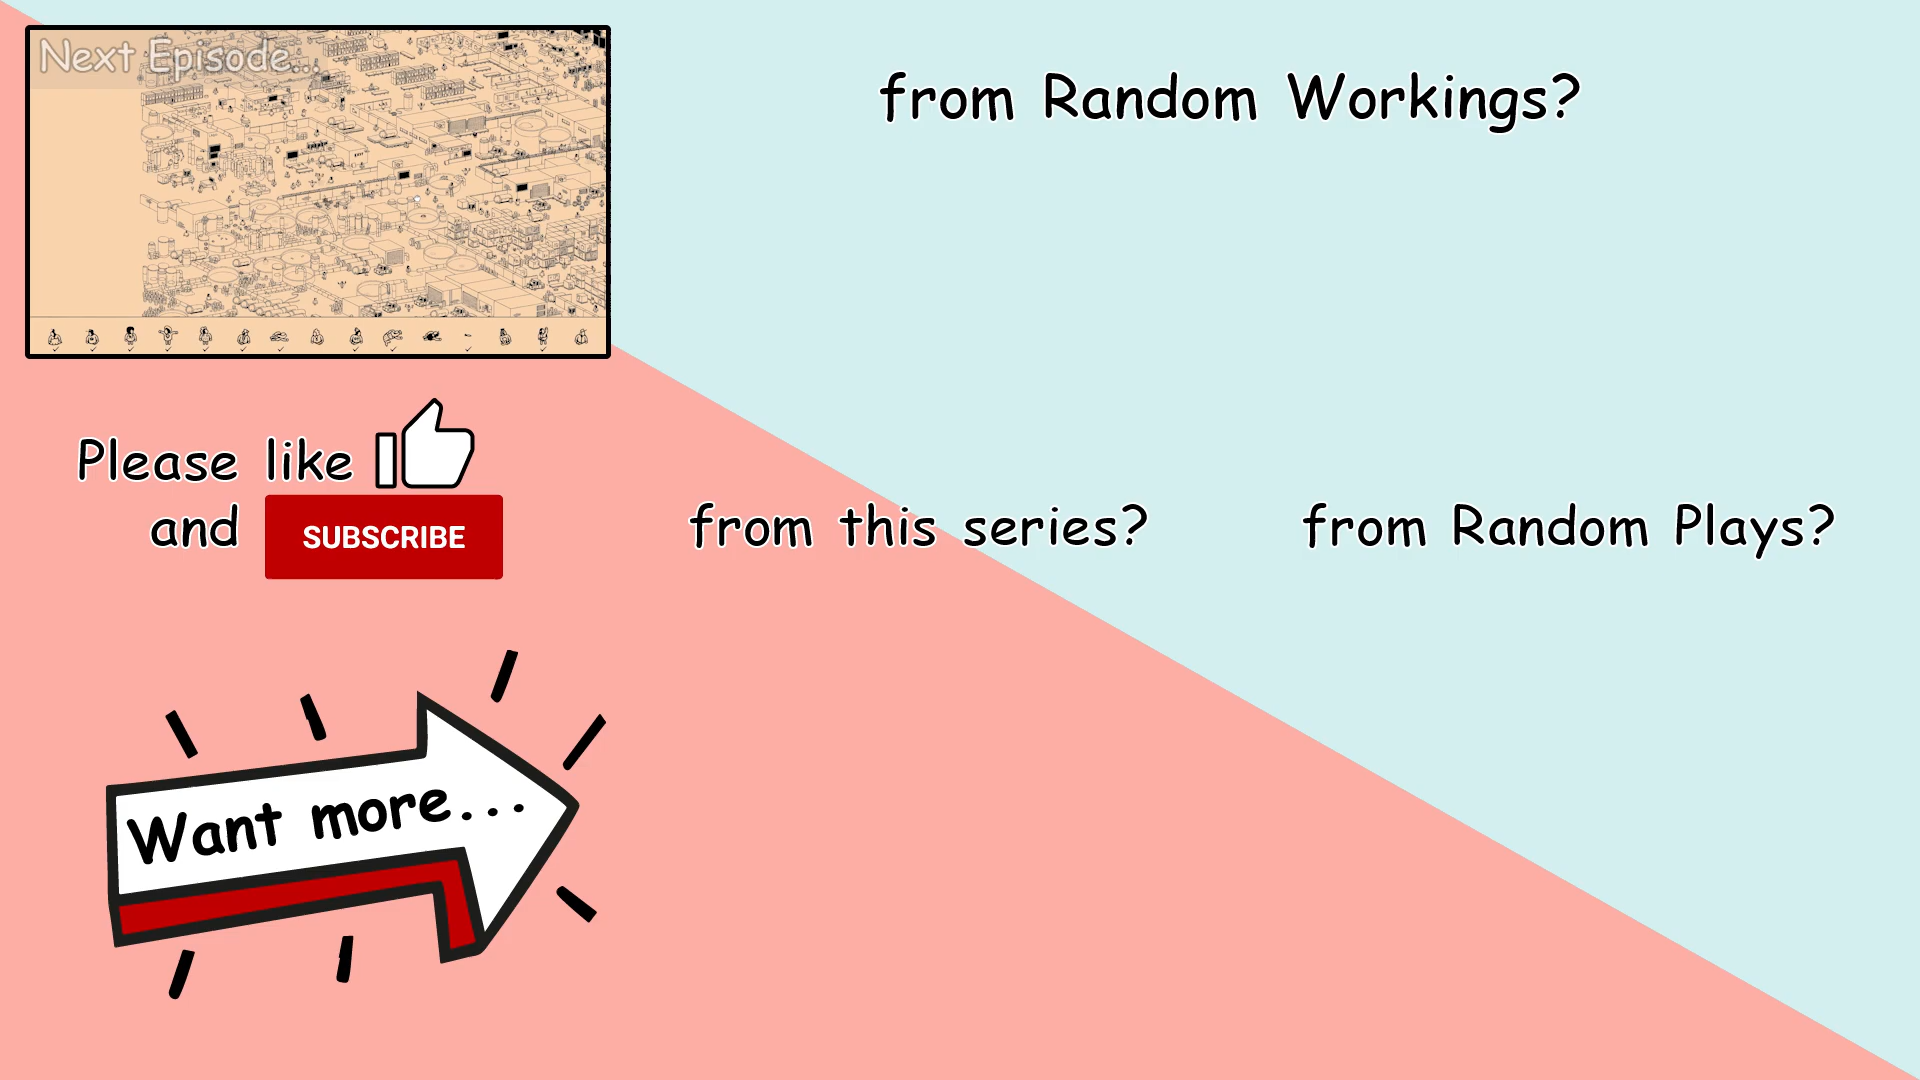 Next Episode...
from Random Workings?
Please like
and SUBSCRIBE
from this series?
from Random Plays?
Want more...